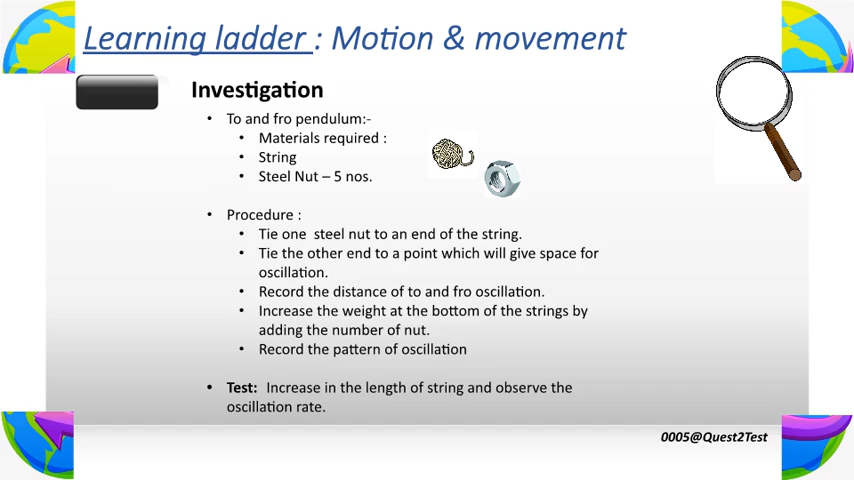 Learning ladder : Motion & movement
Investigation
• To and fro pendulum:-
• Materials required :
• String
• Steel Nut – 5 nos.
• Procedure :
• Tie one steel nut to an end of the string.
• Tie the other end to a point which will give space for
oscillation.
• Record the distance of to and fro oscillation.
• Increase the weight at the bottom of the strings by
adding the number of nut.
• Record the pattern of oscillation
• Test: Increase in the length of string and observe the
oscillation rate.
0005@Quest2Test